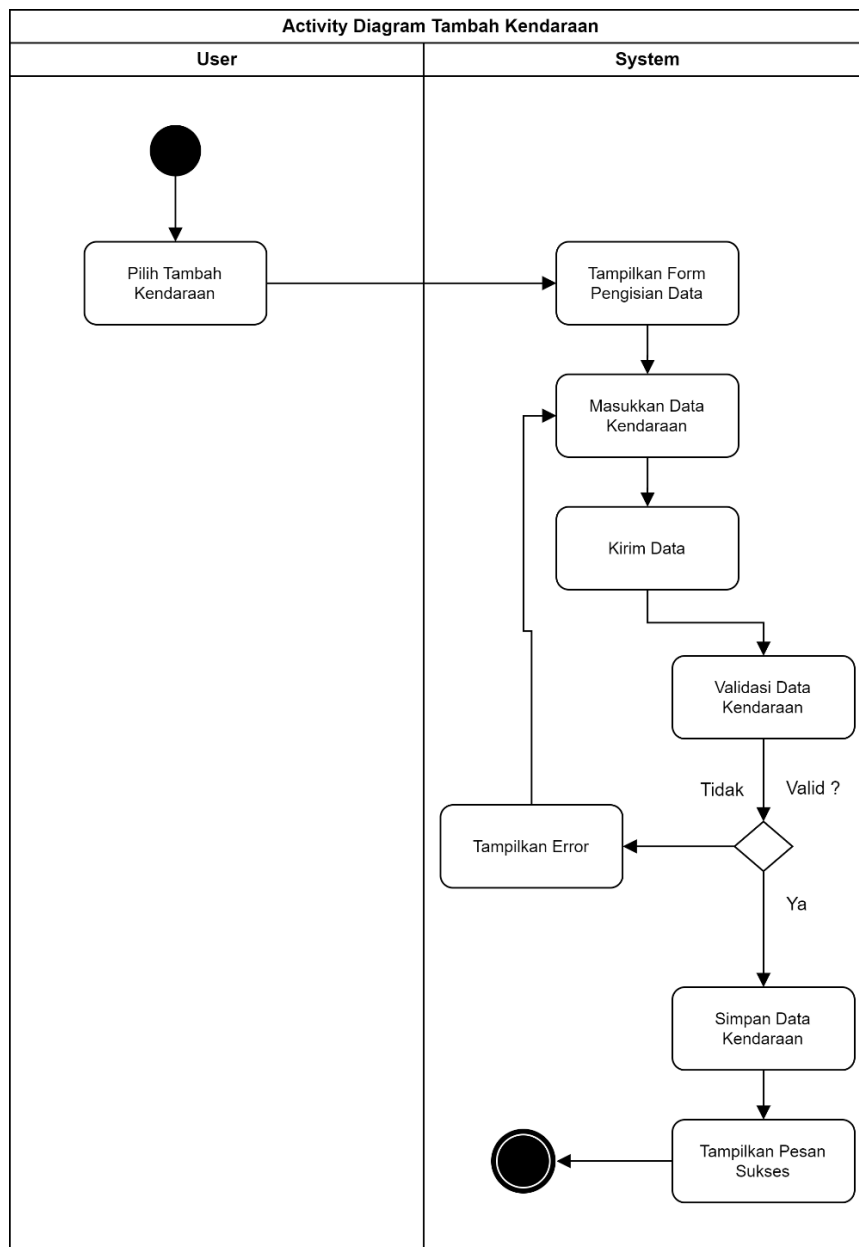 Activity Diagram Tambah Kendaraan
User
System
Pilih Tambah
Kendaraan
Tampilkan Form
Pengisian Data
Masukkan Data
Kendaraan
Kirim Data
Validasi Data
Kendaraan
Tidak
Valid ?
Tampilkan Error
Ya
Simpan Data
Kendaraan
Tampilkan Pesan
Sukses